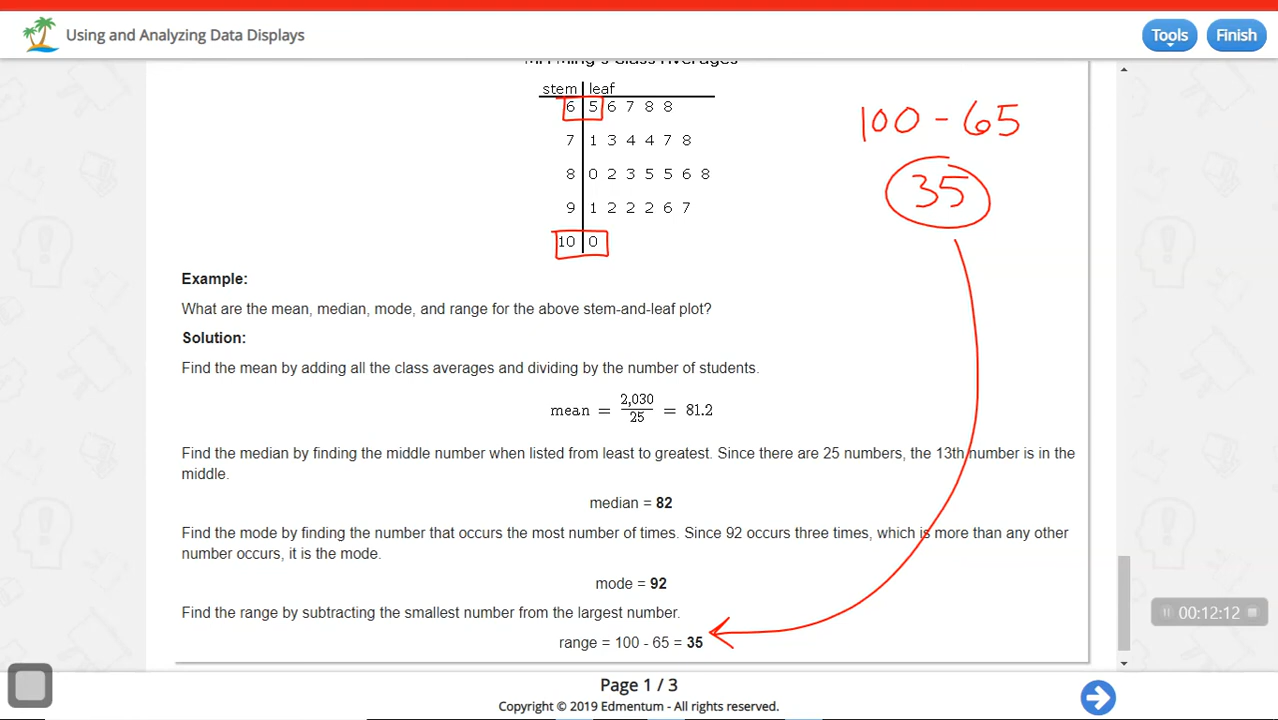 Using and Analyzing Data Displays
Tools
Finish
stem leaf
6 5 6 7 8 8
7 1 3 4 4 7 8
8 0 2 3 5 5 6 8
9 1 2 2 2 6 7
10 0
100 - 65
35
Example:
What are the mean, median, mode, and range for the above stem-and-leaf plot?
Solution:
Find the mean by adding all the class averages and dividing by the number of students.
mean = 2,030/25 = 81.2
Find the median by finding the middle number when listed from least to greatest. Since there are 25 numbers, the 13th number is in the
middle.
median = 82
Find the mode by finding the number that occurs the most number of times. Since 92 occurs three times, which is more than any other
number occurs, it is the mode.
mode = 92
Find the range by subtracting the smallest number from the largest number.
range = 100 - 65 = 35
00:12:12
Page 1 / 3
Copyright © 2019 Edmentum - All rights reserved.